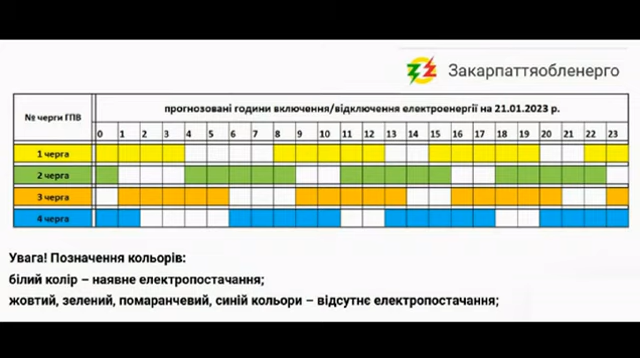 Закарпаттяобленерго
№ черги ГПВ
прогнозовані години включення/відключення електроенергії на 21.01.2023 р.
0 1 2 3 4 5 6 7 8 9 10 11 12 13 14 15 16 17 18 19 20 21 22 23
1 черга
2 черга
3 черга
4 черга
Увага! Позначення кольорів:
білий колір – наявне електропостачання;
жовтий, зелений, помаранчевий, синій кольори – відсутнє електропостачання;